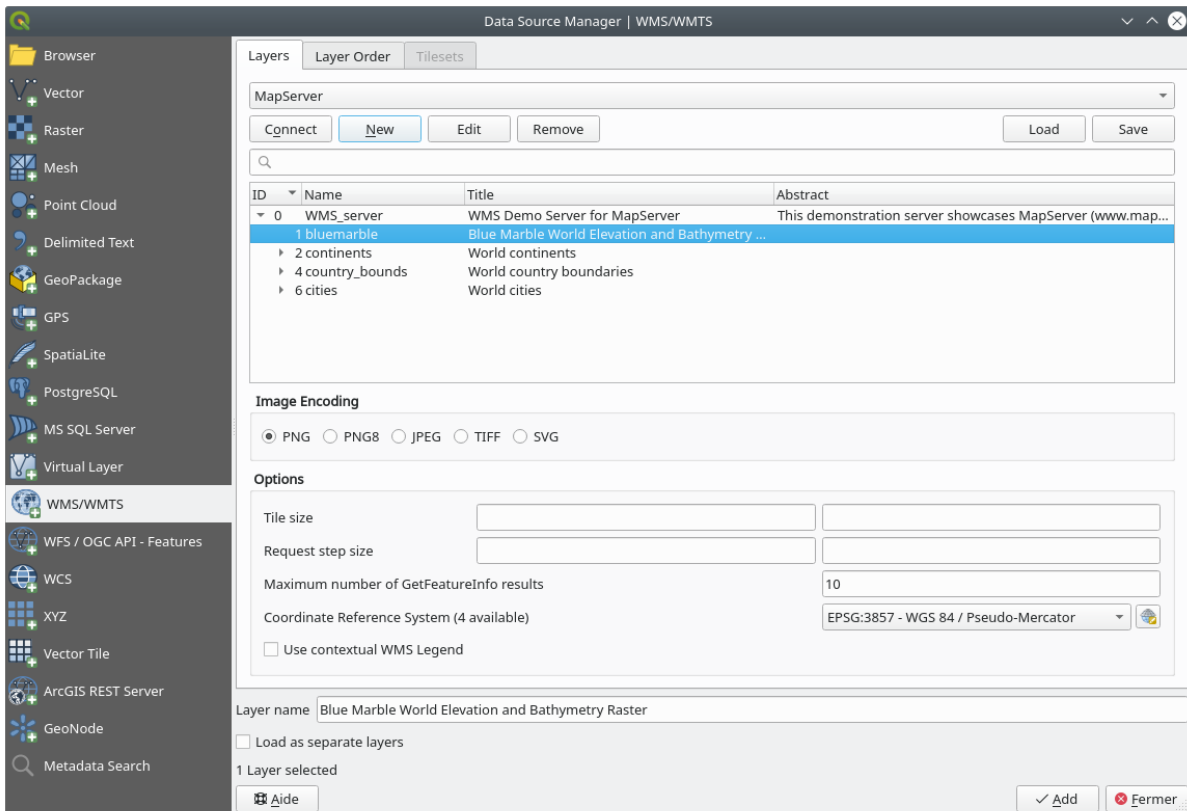 Data Source Manager | WMS/WMTS
Browser
Vector
Raster
Mesh
Point Cloud
Delimited Text
GeoPackage
GPS
SpatiaLite
PostgreSQL
MS SQL Server
Virtual Layer
WMS/WMTS
WFS / OGC API - Features
WCS
XYZ
Vector Tile
ArcGIS REST Server
GeoNode
Metadata Search
Layers Layer Order Tilesets
MapServer
Connect New Edit Remove Load Save
ID Name Title Abstract
0 WMS_server WMS Demo Server for MapServer This demonstration server showcases MapServer (www.map...
1 bluemarble Blue Marble World Elevation and Bathymetry ...
2 continents World continents
4 country_bounds World country boundaries
6 cities World cities
Image Encoding
PNG PNG8 JPEG TIFF SVG
Options
Tile size
Request step size
Maximum number of GetFeatureInfo results 10
Coordinate Reference System (4 available) EPSG:3857 - WGS 84 / Pseudo-Mercator
Use contextual WMS Legend
Layer name Blue Marble World Elevation and Bathymetry Raster
Load as separate layers
1 Layer selected
Aide Add Fermer